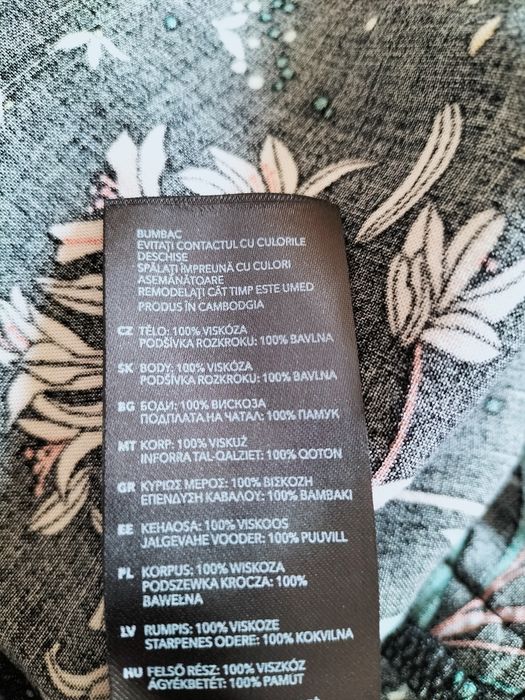 BUMBAC
EVITAȚI CONTACTUL CU CULORILE
DESCHISE
SPĂLAȚI ÎMPREUNĂ CU CULORI
ASEMĂNĂTOARE
REMODELAȚI CÂT TIMP ESTE UMED
PRODUS ÎN CAMBODGIA
CZ TĚLO: 100% VISKÓZA
PODŠÍVKA ROZKROKU: 100% BAVLNA
SK BODY: 100% VISKÓZA
PODŠÍVKA ROZKROKU: 100% BAVLNA
BG БОДИ: 100% ВИСКОЗА
ПОДПЛАТА НА ЧАТАЛ: 100% ПАМУК
MT KORP: 100% VISKUŻ
INFORRA TAL-QALZIET: 100% QOTON
GR ΚΥΡΙΩΣ ΜΕΡΟΣ: 100% ΒΙΣΚΟΖΗ
ΕΠΕΝΔΥΣΗ ΚΑΒΑΛΟΥ: 100% ΒΑΜΒΑΚΙ
EE KEHAOSA: 100% VISKOOS
JALGEVAHE VOODER: 100% PUUVILL
PL KORPUS: 100% WISKOZA
PODSZEWKA KROCZA: 100%
BAWEŁNA
LV RUMPIS: 100% VISKOZE
STARPENES ODERE: 100% KOKVILNA
HU FELSŐ RÉSZ: 100% VISZKÓZ
ÁGYÉKBETÉT: 100% PAMUT